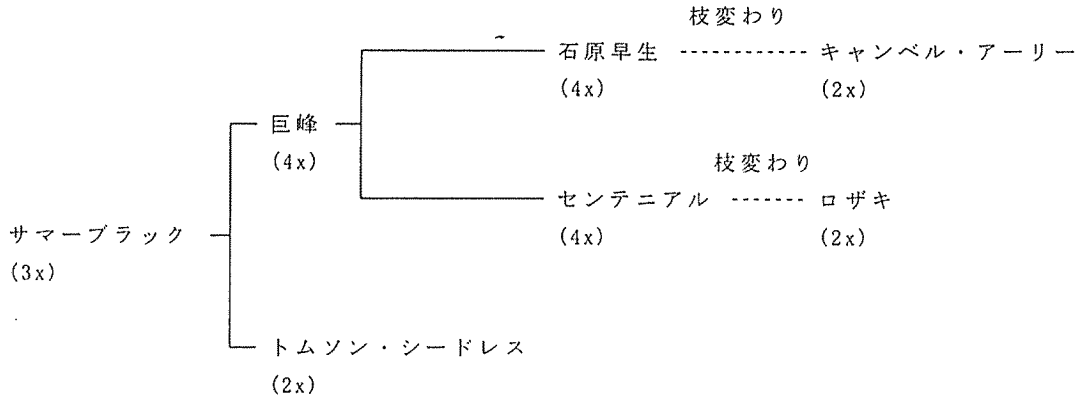 枝変わり
石原早生 ------------ キャンベル・アーリー
(4x) (2x)
巨峰
(4x)
枝変わり
センテニアル ------- ロザキ
(4x) (2x)
サマーブラック
(3x)
トムソン・シードレス
(2x)